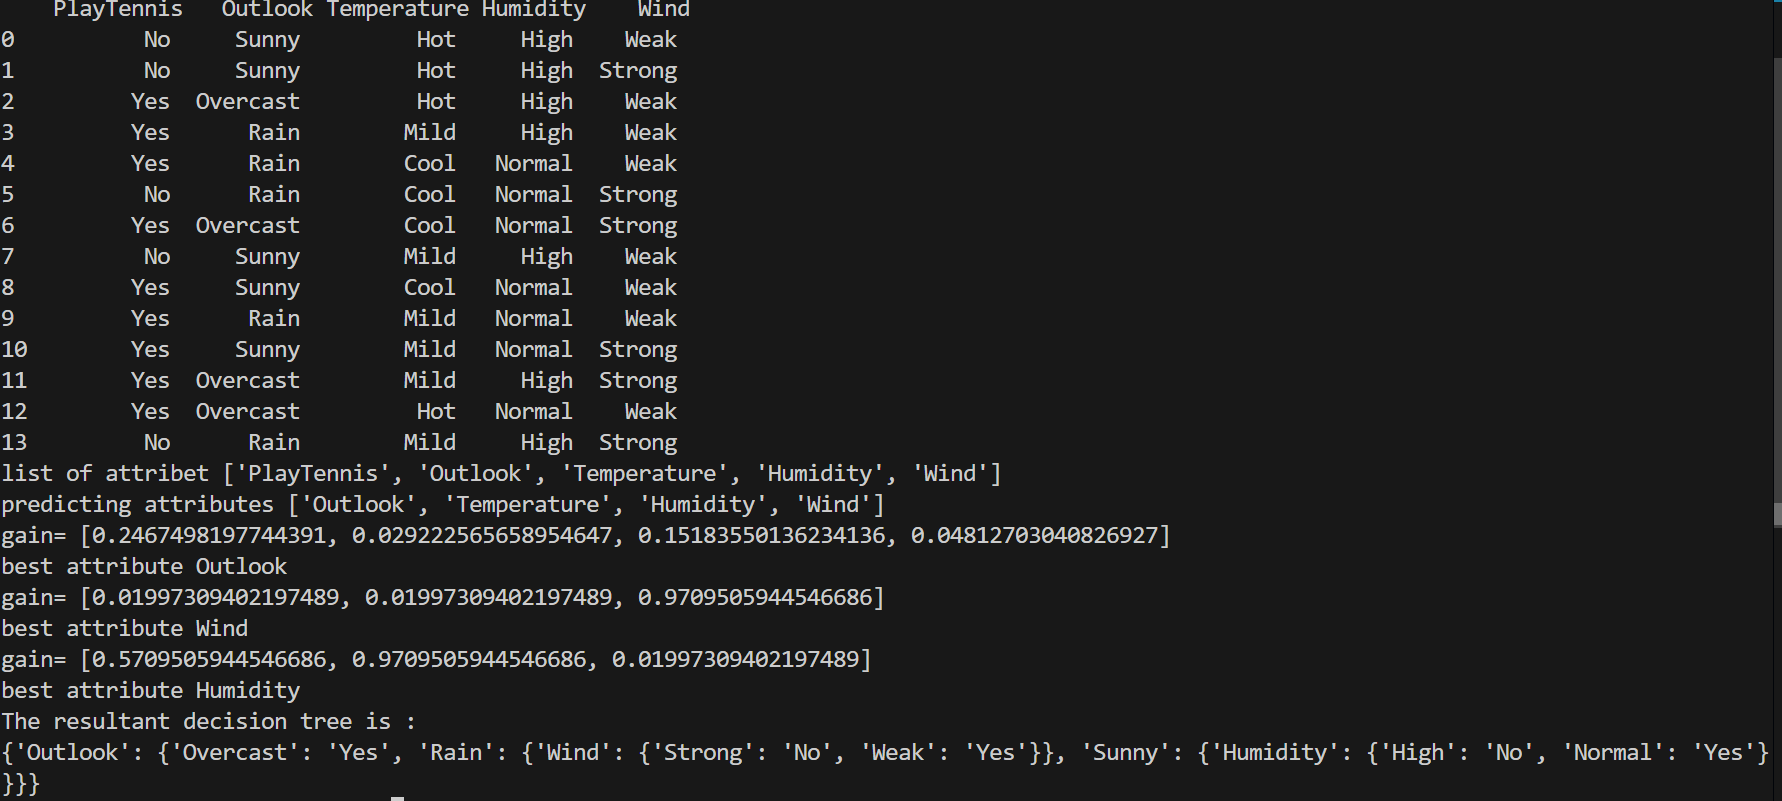 PlayTennis Outlook Temperature Humidity Wind
0 No Sunny Hot High Weak
1 No Sunny Hot High Strong
2 Yes Overcast Hot High Weak
3 Yes Rain Mild High Weak
4 Yes Rain Cool Normal Weak
5 No Rain Cool Normal Strong
6 Yes Overcast Cool Normal Strong
7 No Sunny Mild High Weak
8 Yes Sunny Cool Normal Weak
9 Yes Rain Mild Normal Weak
10 Yes Sunny Mild Normal Strong
11 Yes Overcast Mild High Strong
12 Yes Overcast Hot Normal Weak
13 No Rain Mild High Strong
list of attribet ['PlayTennis', 'Outlook', 'Temperature', 'Humidity', 'Wind']
predicting attributes ['Outlook', 'Temperature', 'Humidity', 'Wind']
gain= [0.2467498197744391, 0.029222565658954647, 0.15183550136234136, 0.04812703040826927]
best attribute Outlook
gain= [0.01997309402197489, 0.01997309402197489, 0.9709505944546686]
best attribute Wind
gain= [0.5709505944546686, 0.9709505944546686, 0.01997309402197489]
best attribute Humidity
The resultant decision tree is :
{'Outlook': {'Overcast': 'Yes', 'Rain': {'Wind': {'Strong': 'No', 'Weak': 'Yes'}}, 'Sunny': {'Humidity': {'High': 'No', 'Normal': 'Yes'}
}}}